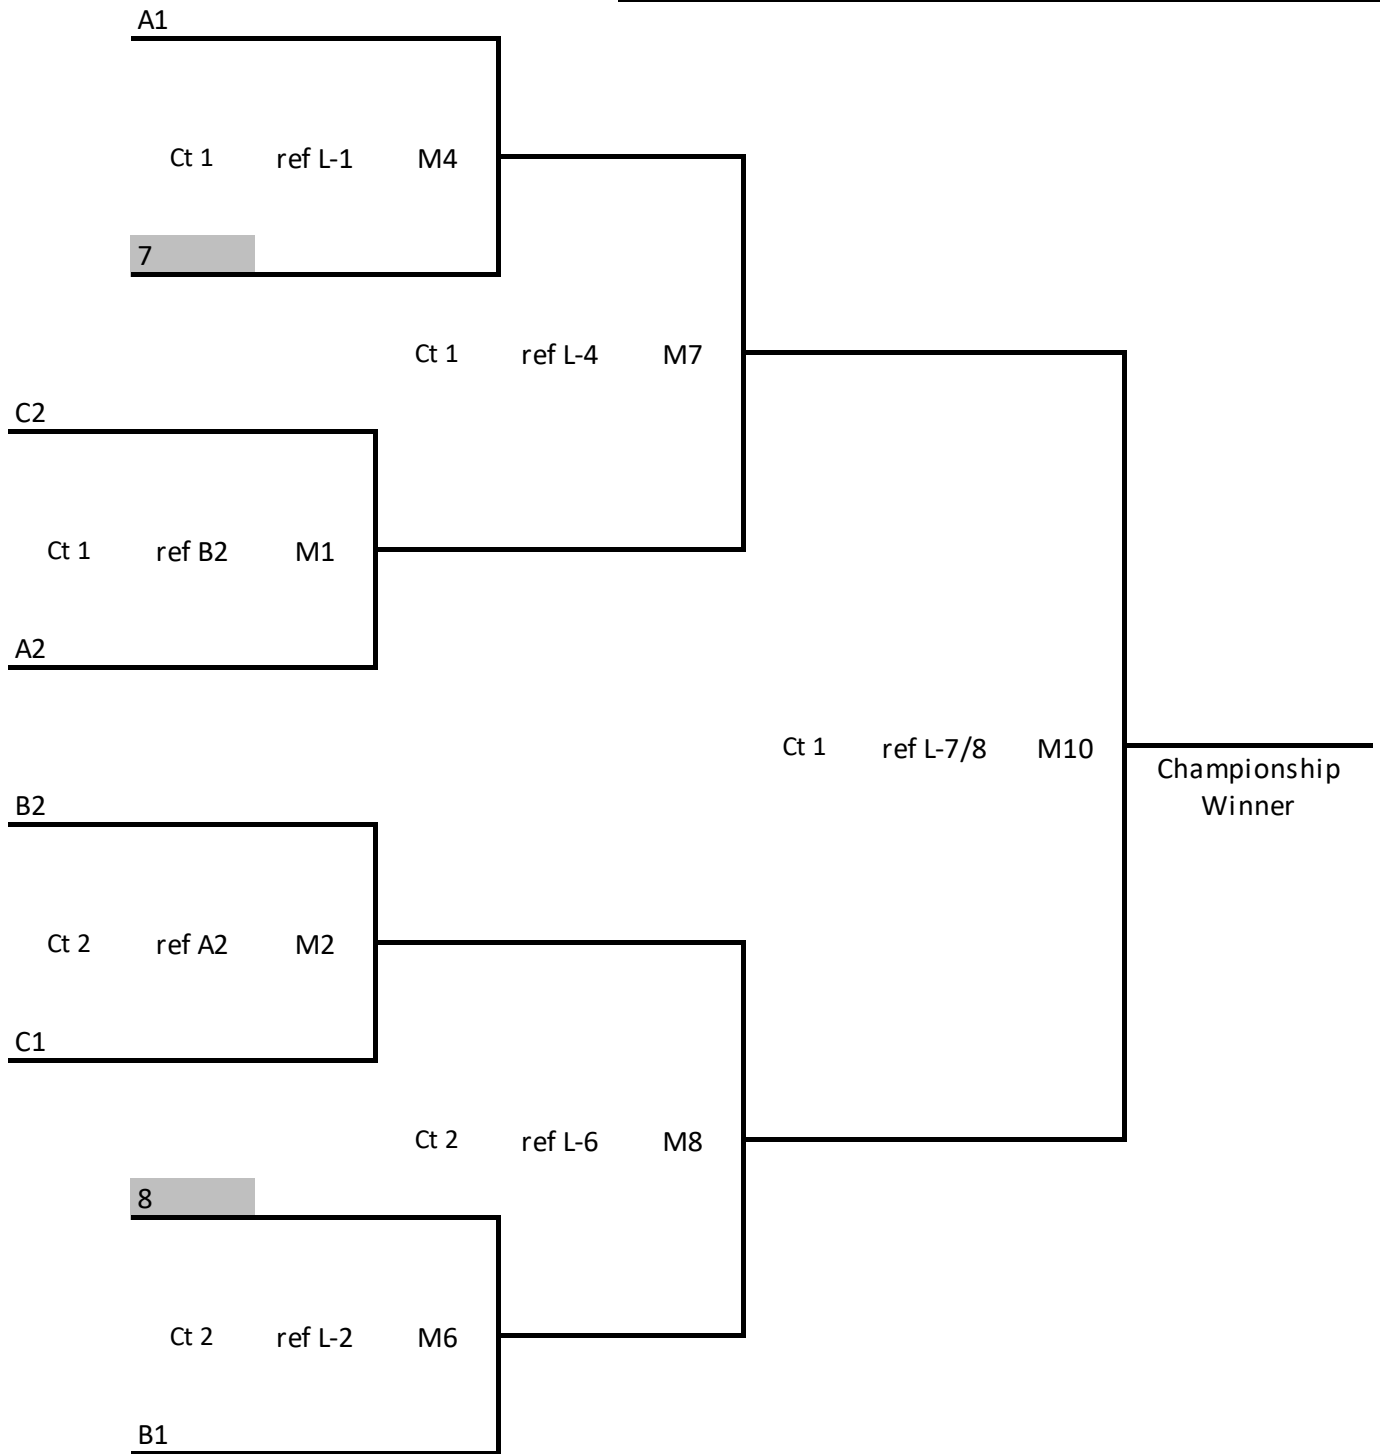 A1
Ct 1 ref L-1 M4
7
Ct 1 ref L-4 M7
C2
Ct 1 ref B2 M1
A2
Ct 1 ref L-7/8 M10
Championship
Winner
B2
Ct 2 ref A2 M2
C1
Ct 2 ref L-6 M8
8
Ct 2 ref L-2 M6
B1